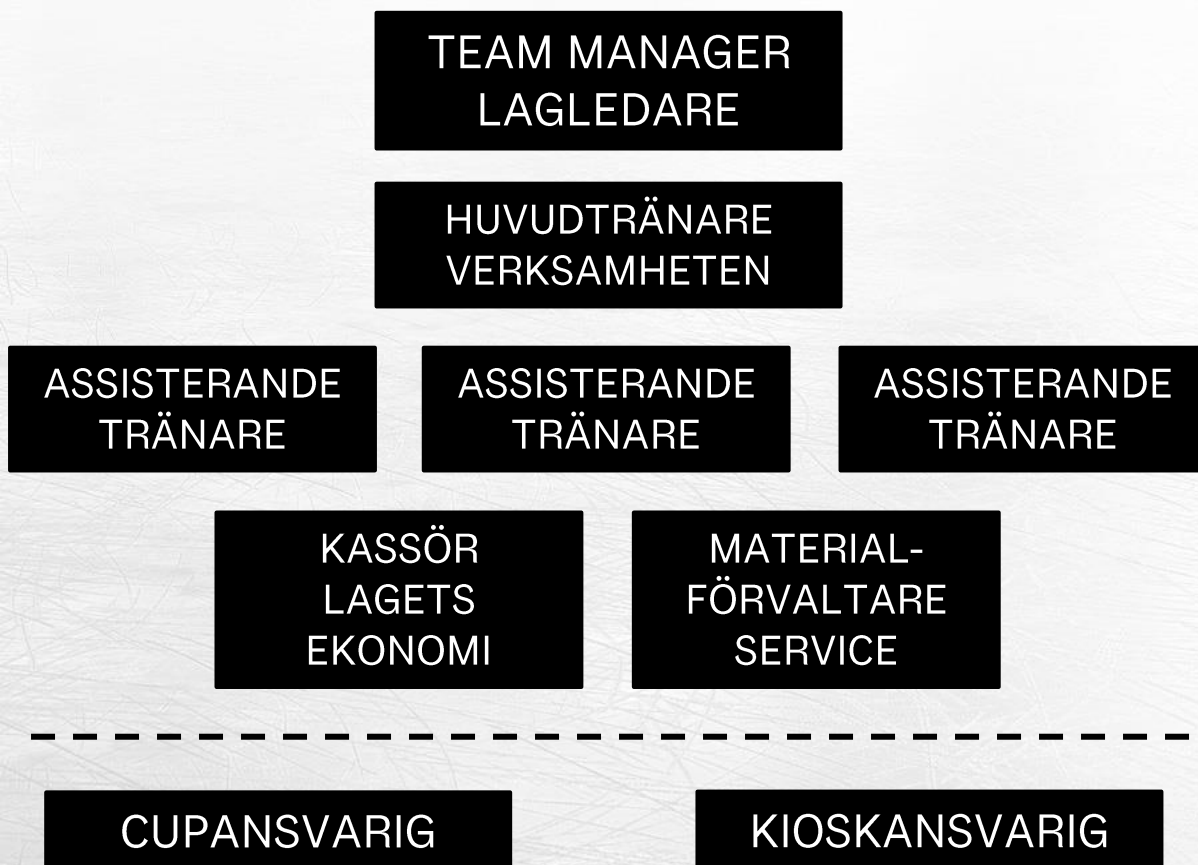 TEAM MANAGER
LAGLEDARE
HUVUDTRÄNARE
VERKSAMHETEN
ASSISTERANDE
TRÄNARE
ASSISTERANDE
TRÄNARE
ASSISTERANDE
TRÄNARE
KASSÖR
LAGETS
EKONOMI
MATERIAL-
FÖRVALTARE
SERVICE
CUPANSVARIG
KIOSKANSVARIG